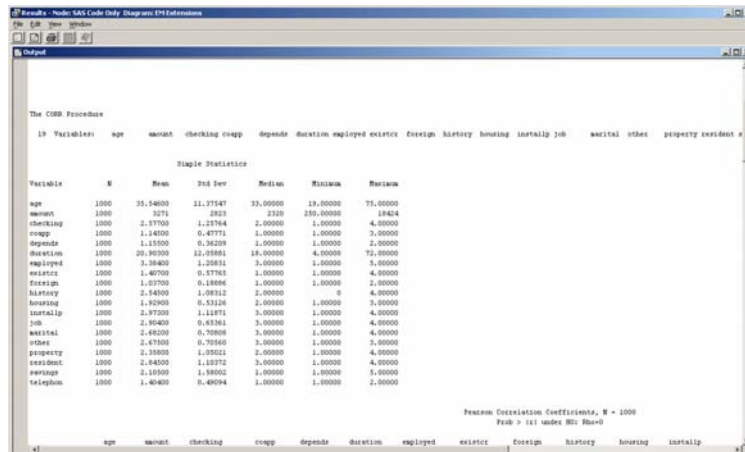 Results - Node: SAS Code Only Diagram: EM Extensions
File Edit View Window
Output
The CORR Procedure
19 Variables: age amount checking coapp depends duration employed existcr foreign history housing installp job marital other property resident s
Simple Statistics
Variable N Mean Std Dev Median Minimum Maximum
age 1000 35.54600 11.37547 33.00000 19.00000 75.00000
amount 1000 3271 2823 2320 250.00000 18424
checking 1000 2.57700 1.25764 2.00000 1.00000 4.00000
coapp 1000 1.14500 0.47771 1.00000 1.00000 3.00000
depends 1000 1.15500 0.36209 1.00000 1.00000 2.00000
duration 1000 20.90300 12.05881 18.00000 4.00000 72.00000
employed 1000 3.38400 1.20831 3.00000 1.00000 5.00000
existcr 1000 1.40700 0.57765 1.00000 1.00000 4.00000
foreign 1000 1.03700 0.18886 1.00000 1.00000 2.00000
history 1000 2.54500 1.08312 2.00000 0 4.00000
housing 1000 1.92900 0.53126 2.00000 1.00000 3.00000
installp 1000 2.97300 1.11871 3.00000 1.00000 4.00000
job 1000 2.90400 0.65361 3.00000 1.00000 4.00000
marital 1000 2.68200 0.70808 3.00000 1.00000 4.00000
other 1000 2.67500 0.70560 3.00000 1.00000 3.00000
property 1000 2.35800 1.05021 2.00000 1.00000 4.00000
resident 1000 2.84500 1.10372 3.00000 1.00000 4.00000
savings 1000 2.10500 1.58002 1.00000 1.00000 5.00000
telephon 1000 1.40400 0.49094 1.00000 1.00000 2.00000
Pearson Correlation Coefficients, N = 1000
Prob > |r| under H0: Rho=0
age amount checking coapp depends duration employed existcr foreign history housing installp